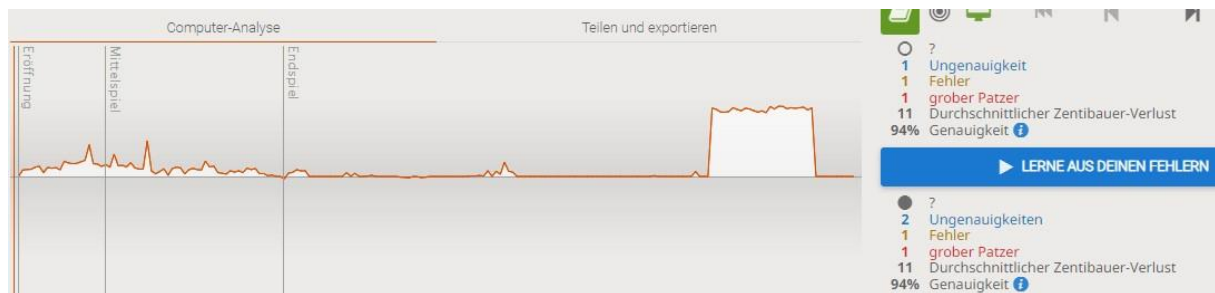 Computer-Analyse
Teilen und exportieren
Eröffnung
Mittelspiel
Endspiel
?
1 Ungenauigkeit
1 Fehler
1 grober Patzer
11 Durchschnittlicher Zentibauer-Verlust
94% Genauigkeit
LERNE AUS DEINEN FEHLERN
?
2 Ungenauigkeiten
1 Fehler
1 grober Patzer
11 Durchschnittlicher Zentibauer-Verlust
94% Genauigkeit